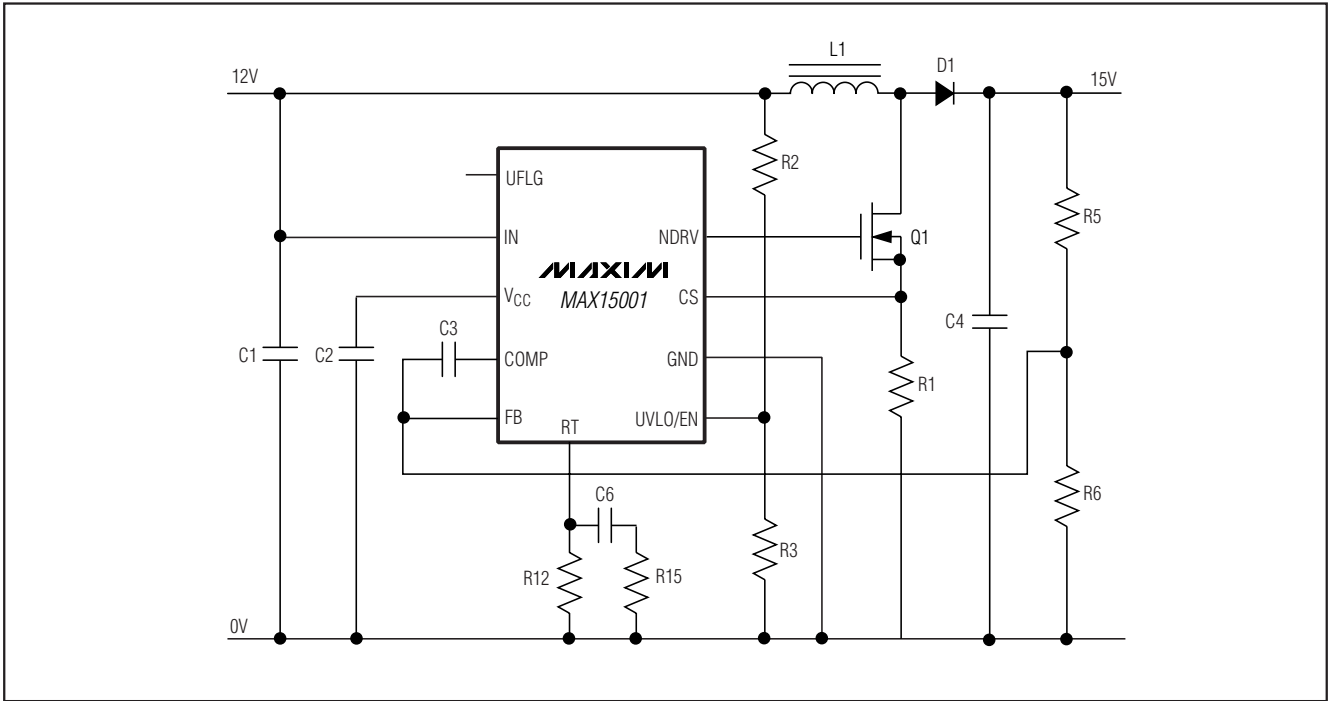 L1
D1
12V
15V
R2
UFLG
R5
IN
NDRV
Q1
MAXIM
MAX15001
VCC
CS
C3
C4
C1
C2
COMP
GND
R1
FB
UVLO/EN
RT
C6
R6
R3
R12
R15
0V